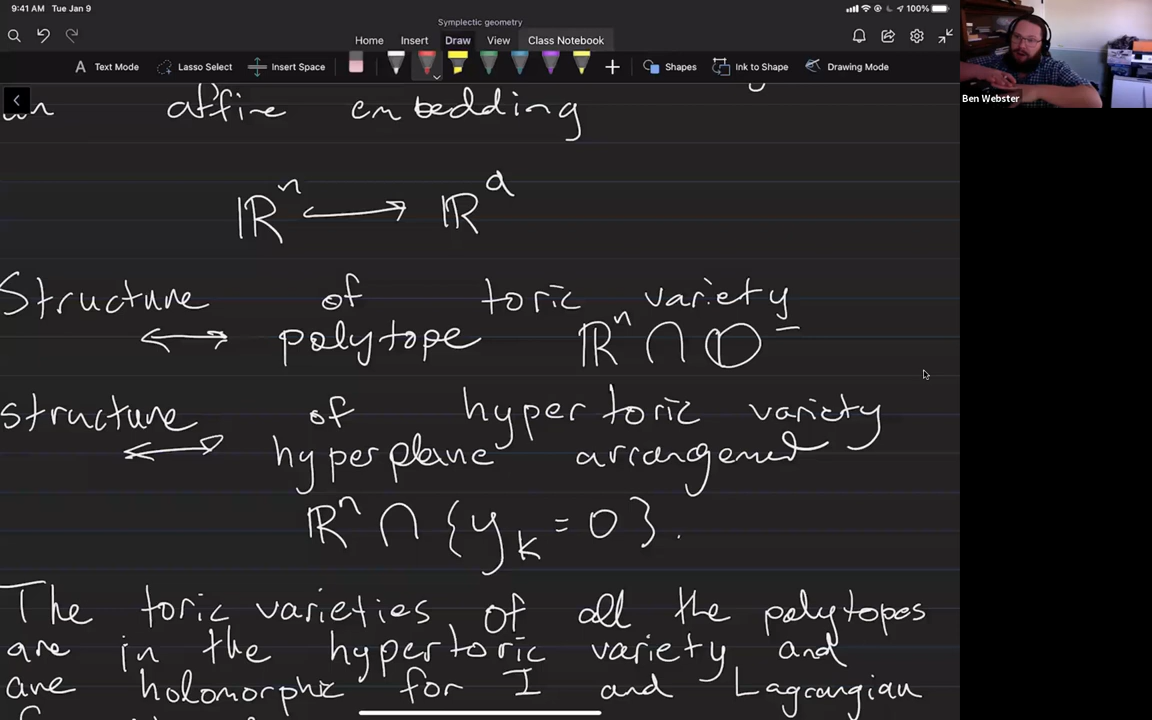 9:41 AM Tue Jan 9
100%
Symplectic geometry
Home Insert Draw View Class Notebook
Text Mode Lasso Select Insert Space Shapes Ink to Shape Drawing Mode
Ben Webster
affine embedding
ℝⁿ ⟷ ℝᵈ
Structure of toric variety
⟷ polytope ℝⁿ ∩ 𝕆⁻
structure of hypertoric variety
⟷ hyperplane arrangement
ℝⁿ ∩ {yₖ = 0}.
The toric varieties of all the polytopes
are in the hypertoric variety and
are holomorphic for I and Lagrangian